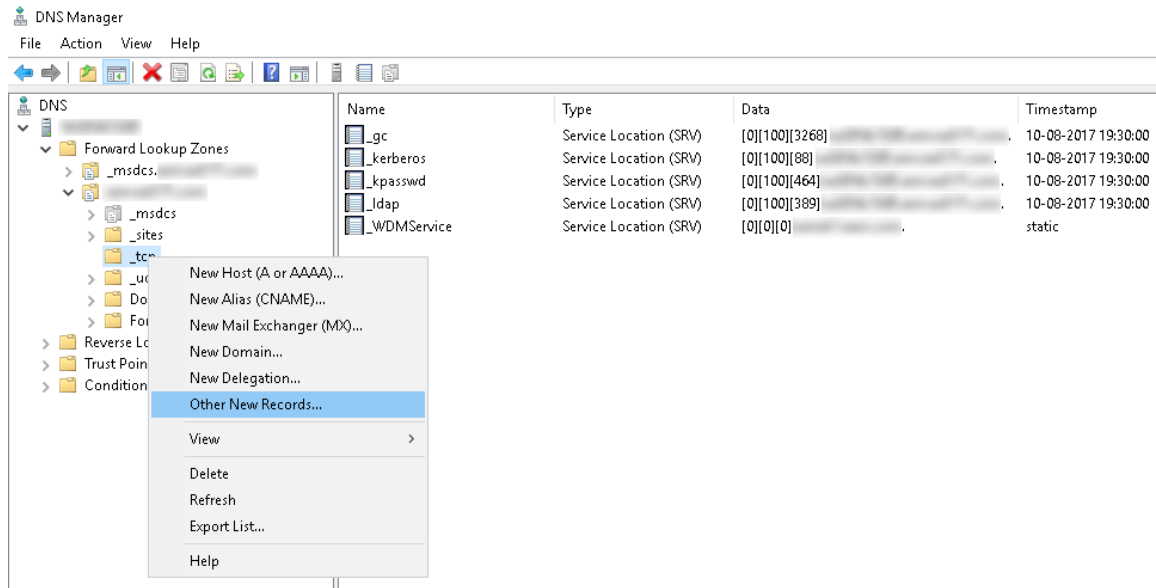 DNS Manager
File Action View Help
DNS
Forward Lookup Zones
_msdcs.
_msdcs
_sites
_tcp
_ud
Do
For
Reverse Lo
Trust Poin
Condition
Name Type Data Timestamp
_gc Service Location (SRV) [0][100][3268] . 10-08-2017 19:30:00
_kerberos Service Location (SRV) [0][100][88] . 10-08-2017 19:30:00
_kpasswd Service Location (SRV) [0][100][464] . 10-08-2017 19:30:00
_ldap Service Location (SRV) [0][100][389] . 10-08-2017 19:30:00
_WDMService Service Location (SRV) [0][0][0] . static
New Host (A or AAAA)...
New Alias (CNAME)...
New Mail Exchanger (MX)...
New Domain...
New Delegation...
Other New Records...
View
Delete
Refresh
Export List...
Help